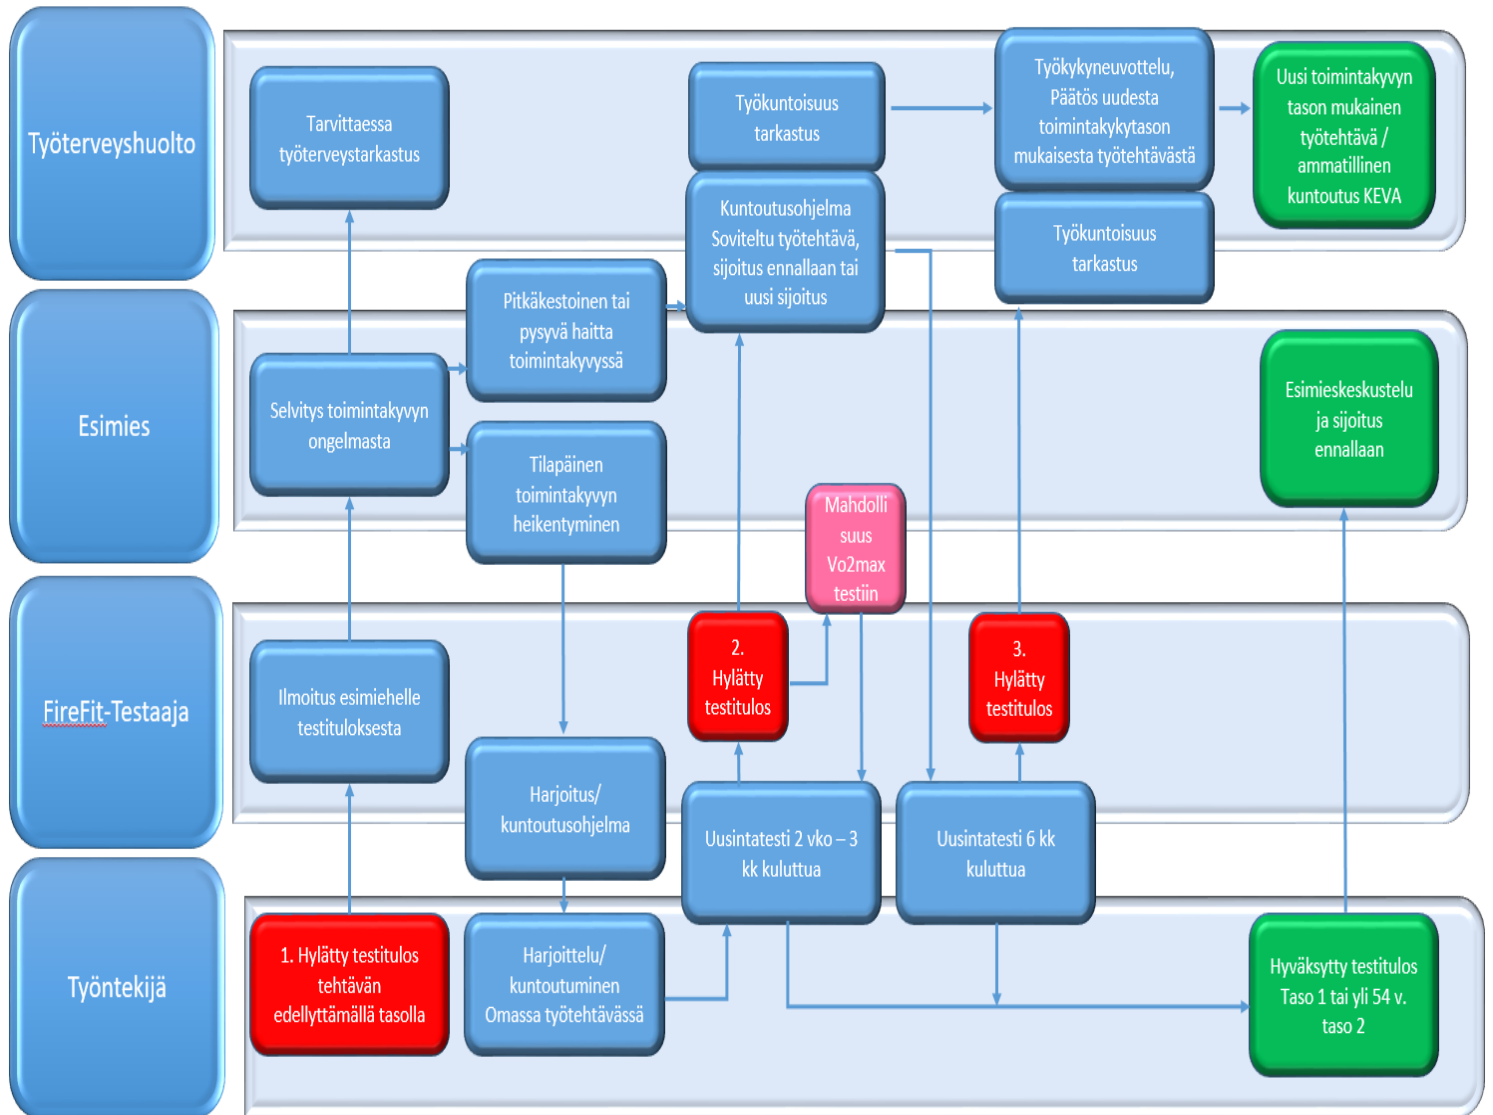 Työterveyshuolto
Tarvittaessa
työterveystarkastus
Työkuntoisuus
tarkastus
Kuntoutusohjelma
Soviteltu työtehtävä,
sijoitus ennallaan tai
uusi sijoitus
Työkykyneuvottelu,
Päätös uudesta
toimintakykytason
mukaisesta työtehtävästä
Työkuntoisuus
tarkastus
Uusi toimintakyvyn
tason mukainen
työtehtävä /
ammatillinen
kuntoutus KEVA
Esimies
Selvitys toimintakyvyn
ongelmasta
Pitkäkestoinen tai
pysyvä haitta
toimintakyvyssä
Tilapäinen
toimintakyvyn
heikentyminen
Mahdolli
suus
Vo2max
testiin
Esimieskeskustelu
ja sijoitus
ennallaan
FireFit-Testaaja
Ilmoitus esimiehelle
testituloksesta
Harjoitus/
kuntoutusohjelma
2.
Hylätty
testitulos
Uusintatesti 2 vko – 3
kk kuluttua
3.
Hylätty
testitulos
Uusintatesti 6 kk
kuluttua
Työntekijä
1. Hylätty testitulos
tehtävän
edellyttämällä tasolla
Harjoittelu/
kuntoutuminen
Omassa työtehtävässä
Hyväksytty testitulos
Taso 1 tai yli 54 v.
taso 2